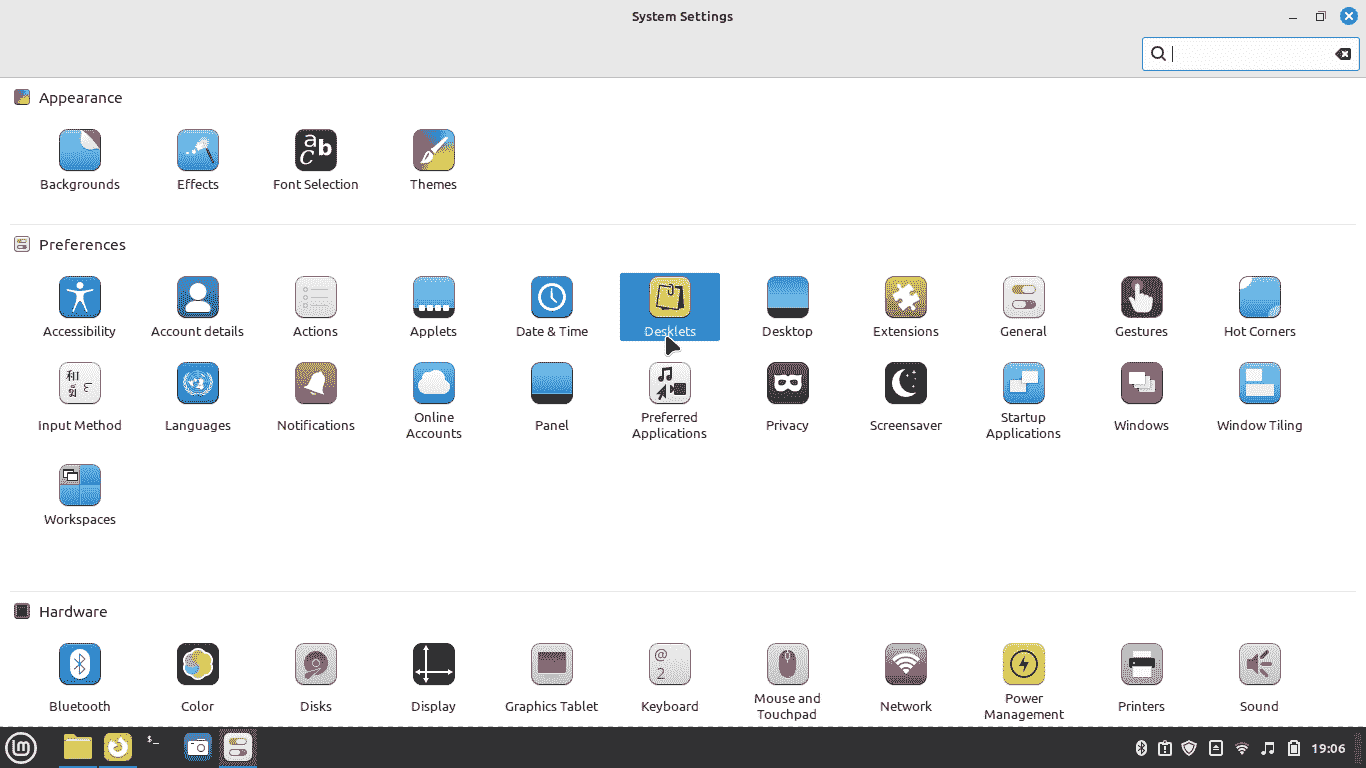 System Settings
Appearance
Backgrounds
Effects
Font Selection
Themes
Preferences
Accessibility
Account details
Actions
Applets
Date & Time
Desklets
Desktop
Extensions
General
Gestures
Hot Corners
Input Method
Languages
Notifications
Online
Accounts
Panel
Preferred
Applications
Privacy
Screensaver
Startup
Applications
Windows
Window Tiling
Workspaces
Hardware
Bluetooth
Color
Disks
Display
Graphics Tablet
Keyboard
Mouse and
Touchpad
Network
Power
Management
Printers
Sound
19:06